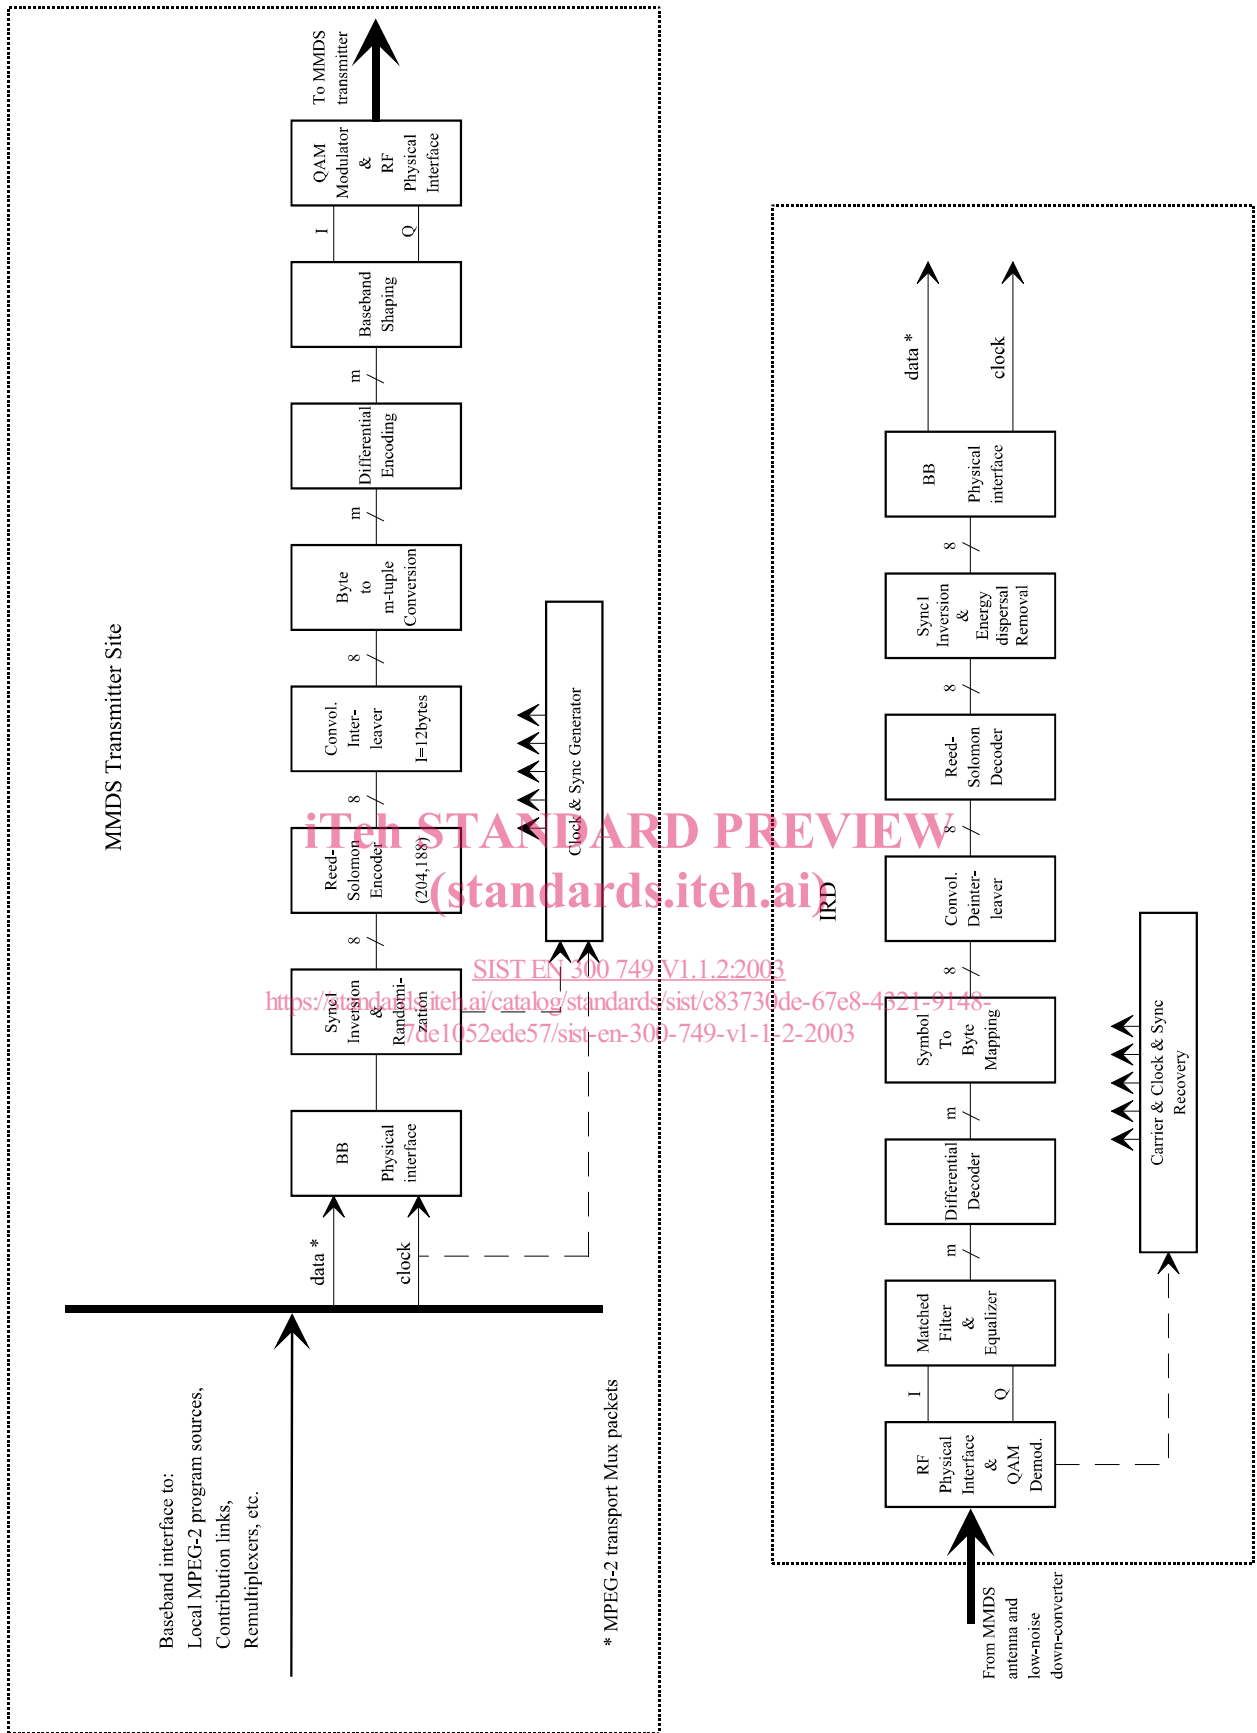 MMDS Transmitter Site
Baseband interface to:
Local MPEG-2 program sources,
Contribution links,
Remultiplexers, etc.
data *
clock
BB
Physical
interface
Sync1
Inversion
&
Randomi-
zation
8
Reed-
Solomon
Encoder
(204,188)
8
Convol.
Inter-
leaver
I=12bytes
8
Byte
to
m-tuple
Conversion
m
Differential
Encoding
m
Baseband
Shaping
I
Q
QAM
Modulator
&
RF
Physical
Interface
To MMDS
transmitter
Clock & Sync Generator
* MPEG-2 transport Mux packets
iTeh STANDARD PREVIEW
(standards.iteh.ai)
SIST EN 300 749 V1.1.2:2003
https://standards.iteh.ai/catalog/standards/sist/c83730de-67e8-4321-9148-
7de1052ede57/sist-en-300-749-v1-1-2-2003
IRD
From MMDS
antenna and
low-noise
down-converter
RF
Physical
Interface
&
QAM
Demod.
I
Q
Matched
Filter
&
Equalizer
m
Differential
Decoder
m
Symbol
To
Byte
Mapping
8
Convol.
Deinter-
leaver
8
Reed-
Solomon
Decoder
8
Sync1
Inversion
&
Energy
dispersal
Removal
8
BB
Physical
interface
data *
clock
Carrier & Clock & Sync
Recovery